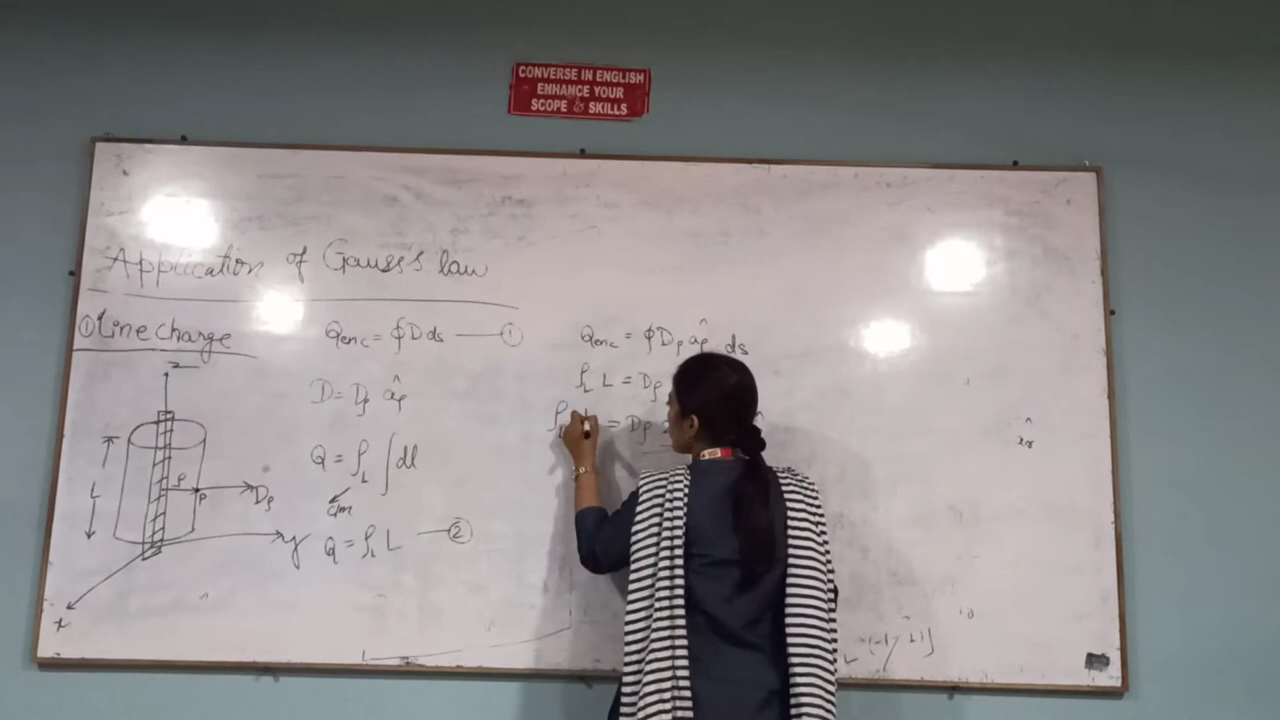 CONVERSE IN ENGLISH
ENHANCE YOUR
SCOPE & SKILLS
Application of Gauss's law
① Line charge
z
L
ρ
P
Dρ
y
x
Qenc = ∮D ds — ①
D = Dρ âρ
Q = ρL ∫dl
c/m
Q = ρL L — ②
Qenc = ∮Dρ âρ ds
ρL L = Dρ
= Dρ 2